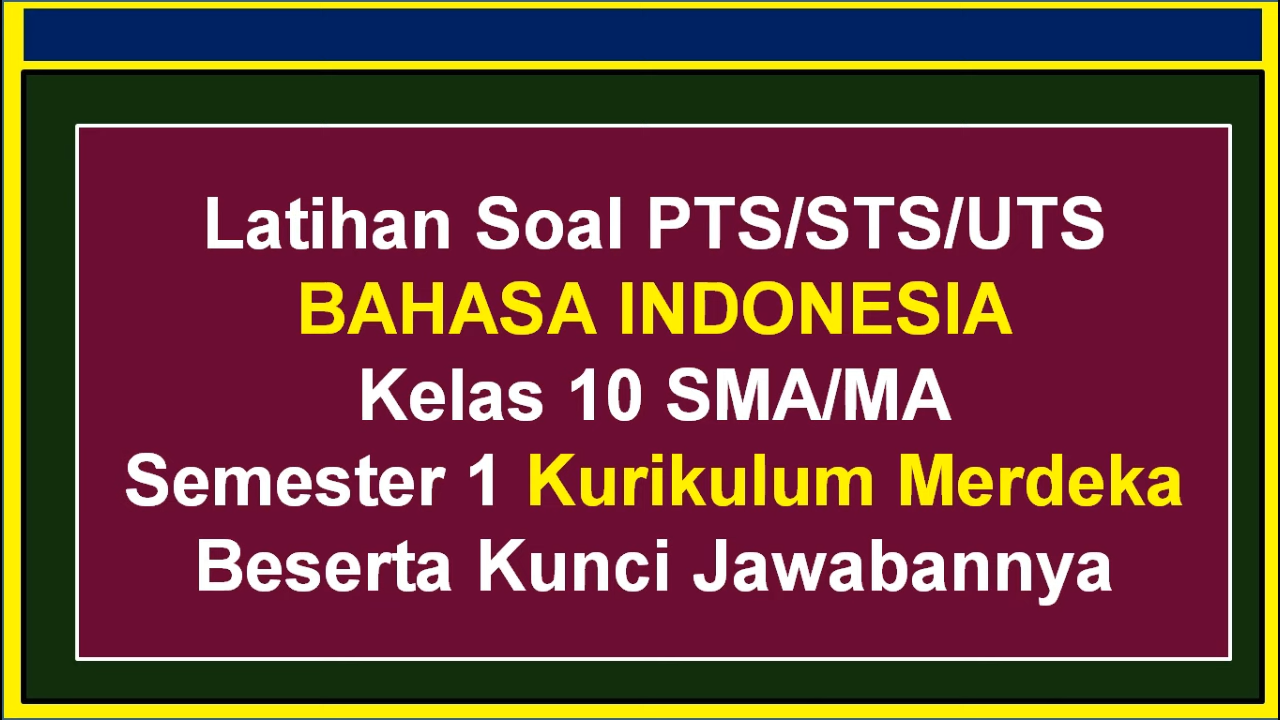 Latihan Soal PTS/STS/UTS
BAHASA INDONESIA
Kelas 10 SMA/MA
Semester 1 Kurikulum Merdeka
Beserta Kunci Jawabannya